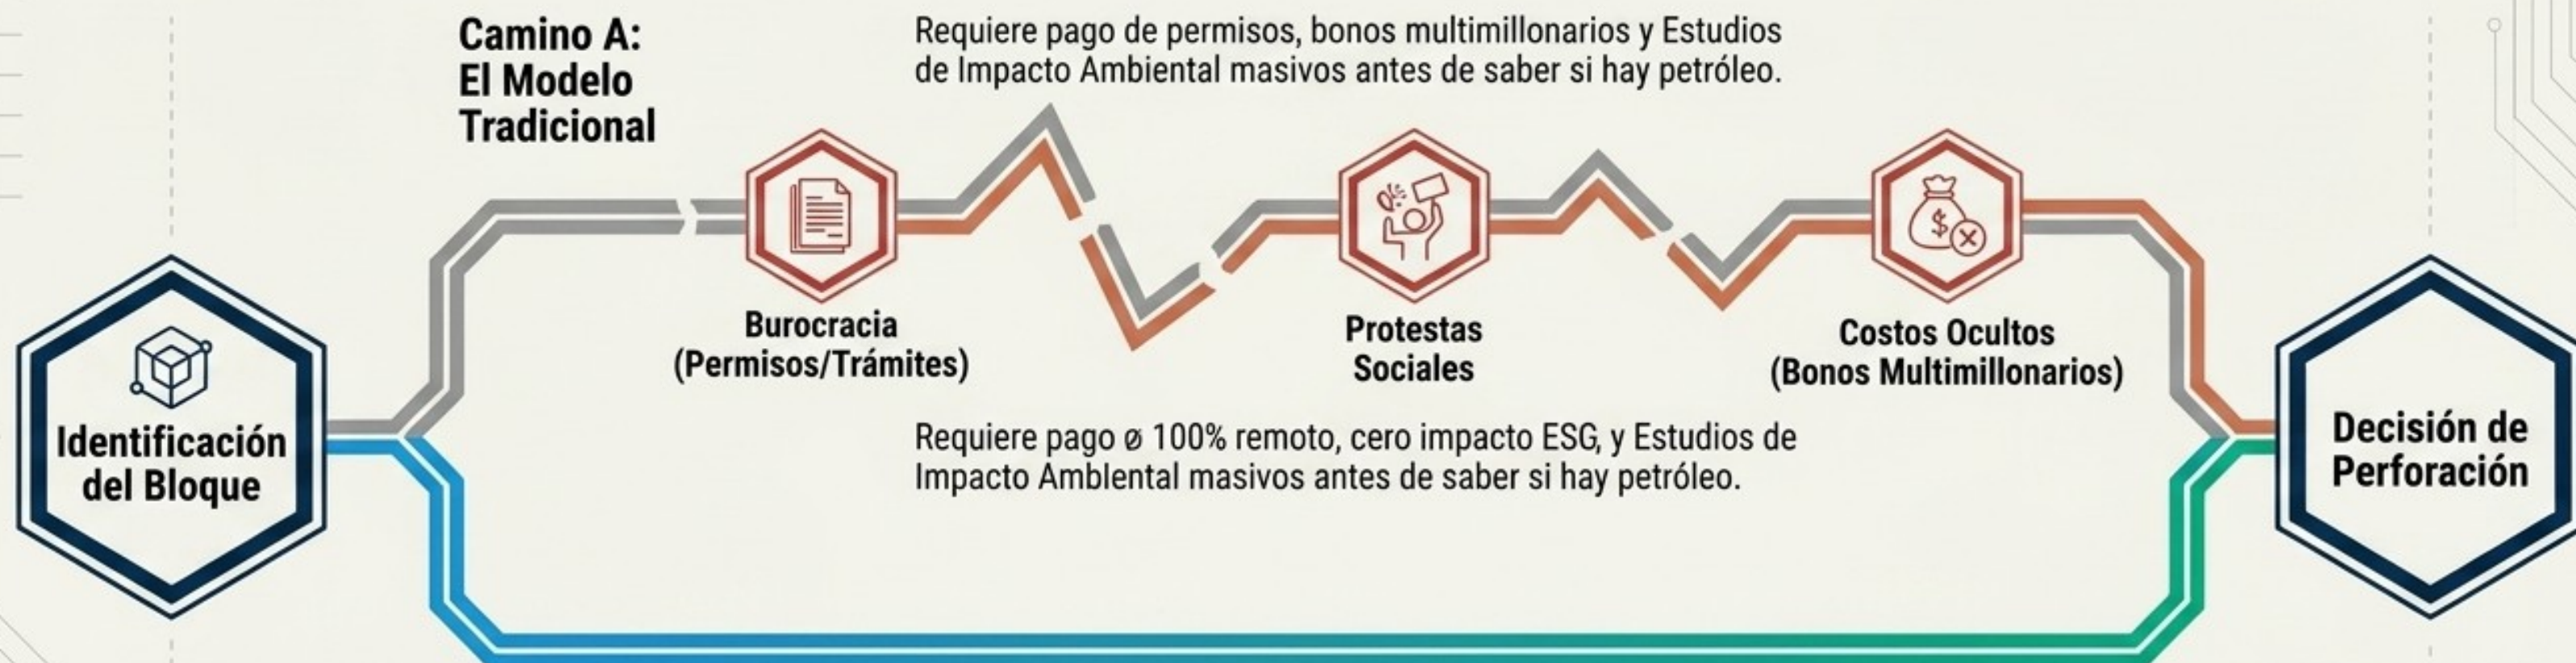 Camino A:
El Modelo
Tradicional
Requiere pago de permisos, bonos multimillonarios y Estudios
de Impacto Ambiental masivos antes de saber si hay petróleo.
Identificación
del Bloque
Burocracia
(Permisos/Trámites)
Protestas
Sociales
$
Costos Ocultos
(Bonos Multimillonarios)
Requiere pago ø 100% remoto, cero impacto ESG, y Estudios de
Impacto Amblental masivos antes de saber si hay petróleo.
Decisión de
Perforación